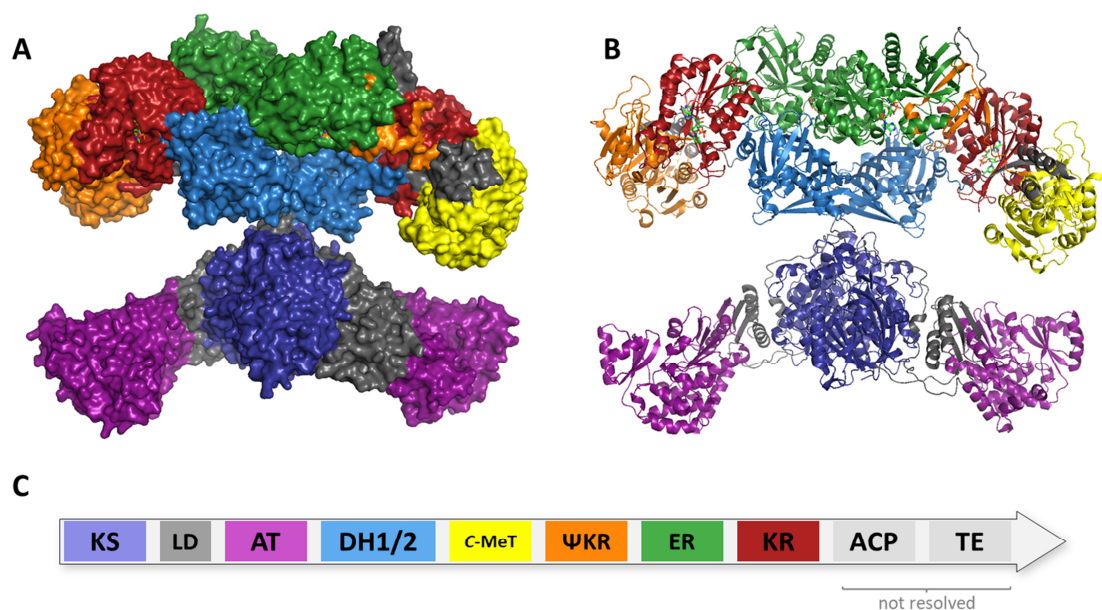 A
B
C
KS
LD
AT
DH1/2
C-MeT
ΨKR
ER
KR
ACP
TE
not resolved